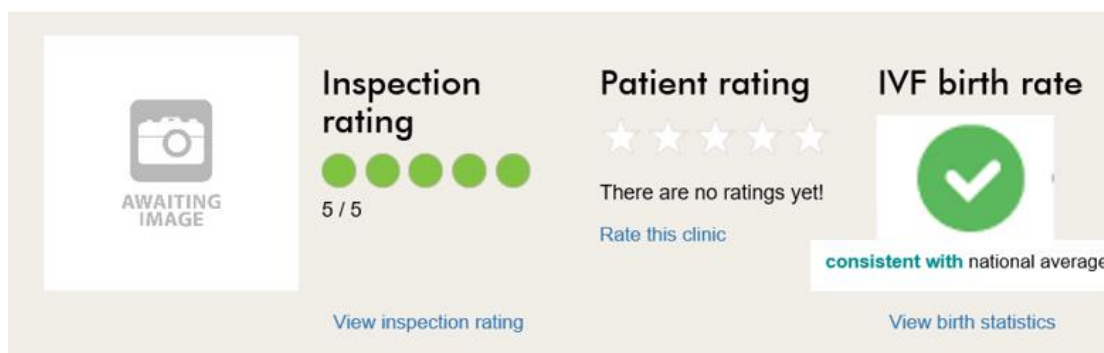 AWAITING
IMAGE
Inspection
rating
5 / 5
View inspection rating
Patient rating
There are no ratings yet!
Rate this clinic
IVF birth rate
consistent with national average
View birth statistics